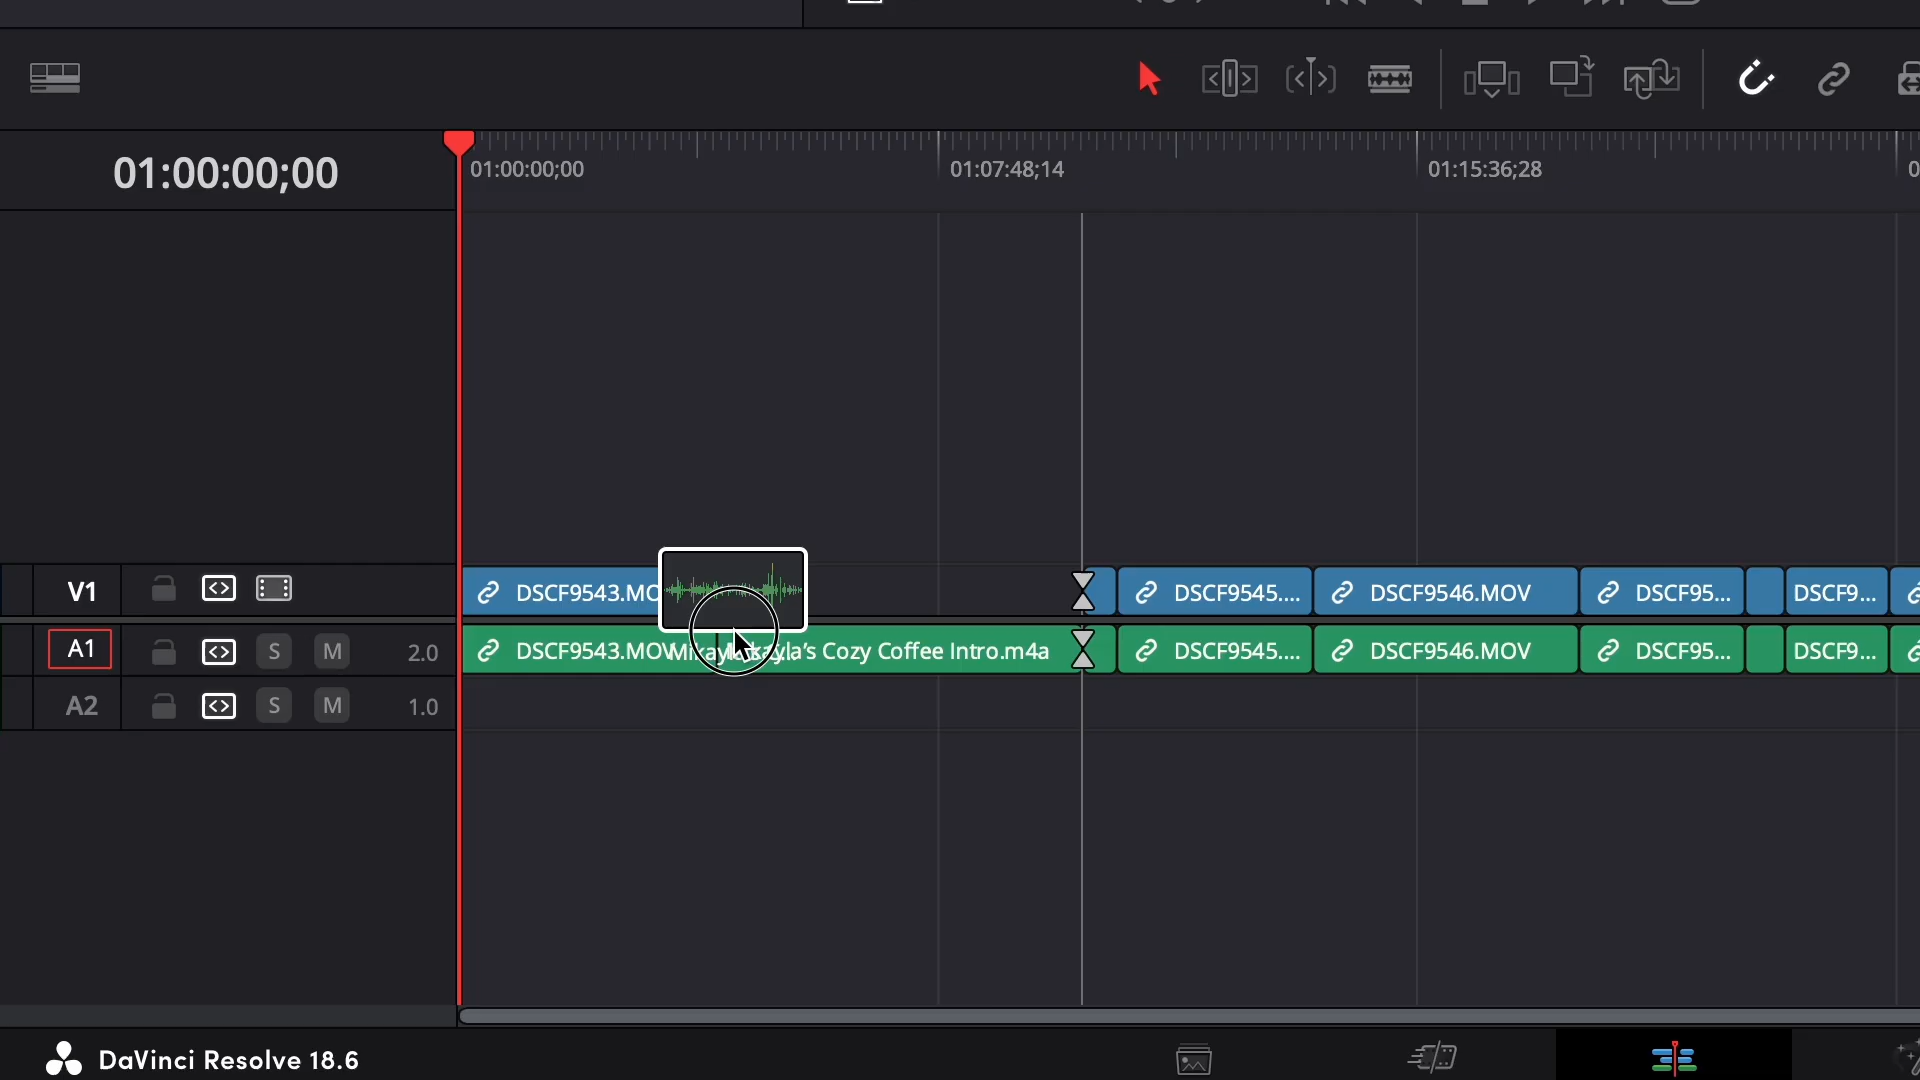 01:00:00;00
01:00:00;00 01:07:48;14 01:15:36;28
V1 DSCF9543.MO DSCF9545.... DSCF9546.MOV DSCF95... DSCF9...
A1 S M 2.0 DSCF9543.MOV Mikayla's Cozy Coffee Intro.m4a DSCF9545.... DSCF9546.MOV DSCF95... DSCF9...
A2 S M 1.0
DaVinci Resolve 18.6